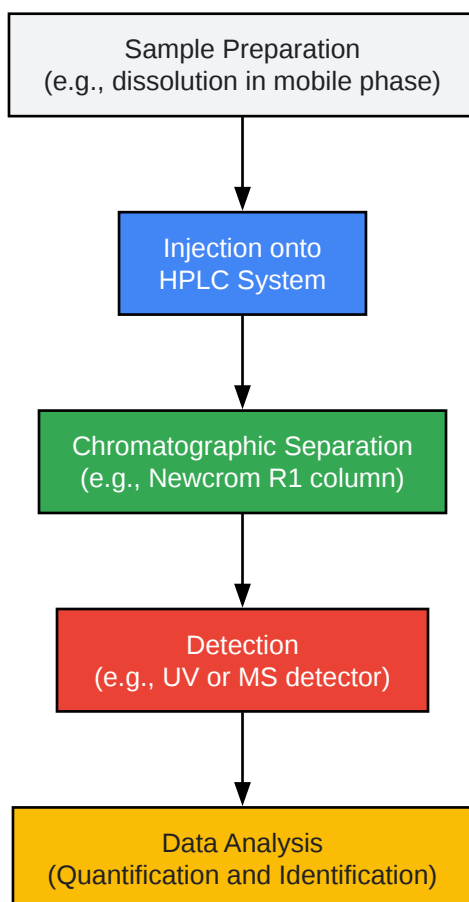 Sample Preparation
(e.g., dissolution in mobile phase)
Injection onto
HPLC System
Chromatographic Separation
(e.g., Newcrom R1 column)
Detection
(e.g., UV or MS detector)
Data Analysis
(Quantification and Identification)